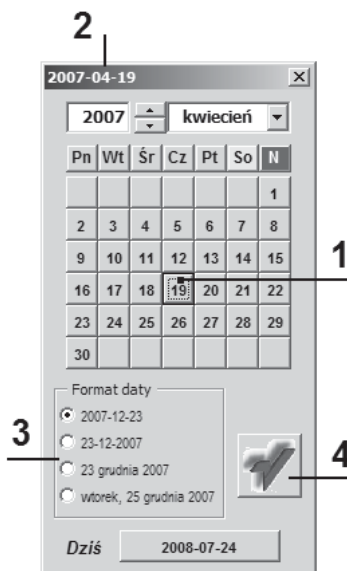 2
2007-04-19
2007 kwiecień
Pn Wt Śr Cz Pt So N
1
2 3 4 5 6 7 8
9 10 11 12 13 14 15
1
16 17 18 19 20 21 22
23 24 25 26 27 28 29
30
Format daty
2007-12-23
3
23-12-2007
23 grudnia 2007
4
wtorek, 25 grudnia 2007
Dziś 2008-07-24